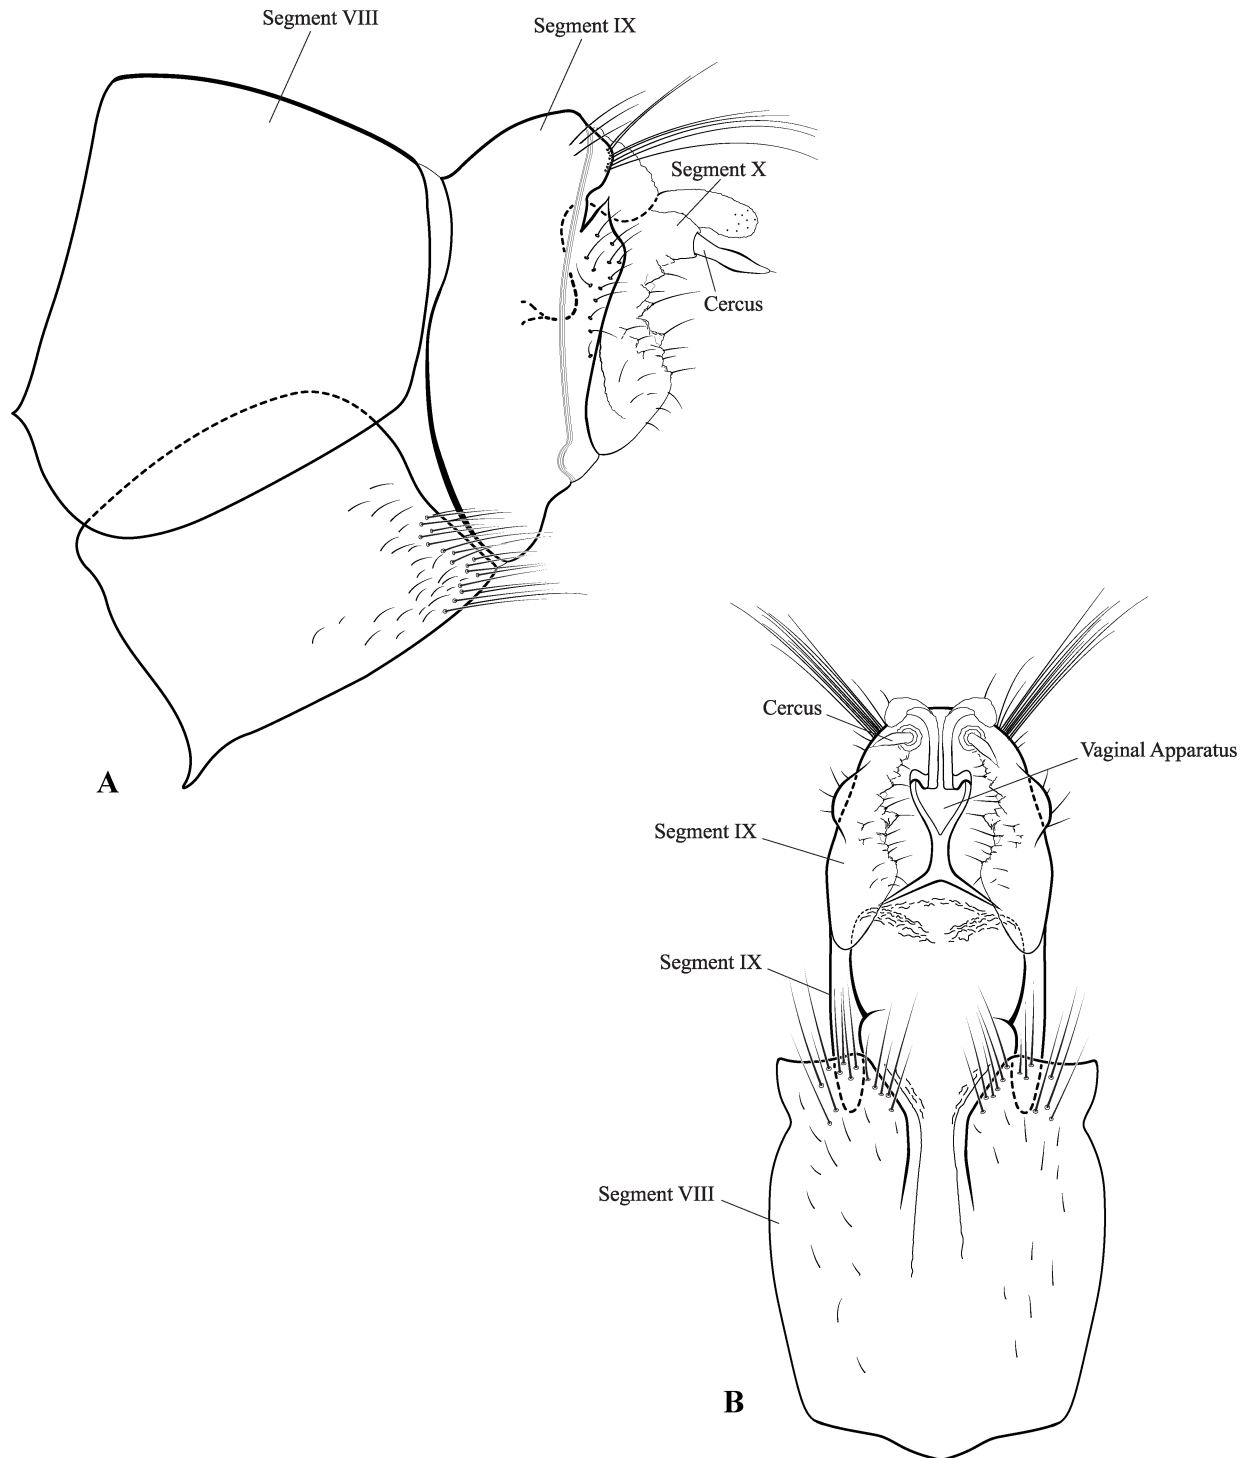 Segment VIII
Segment IX
Segment X
Cercus
A
Cercus
Vaginal Apparatus
Segment IX
Segment IX
Segment VIII
B